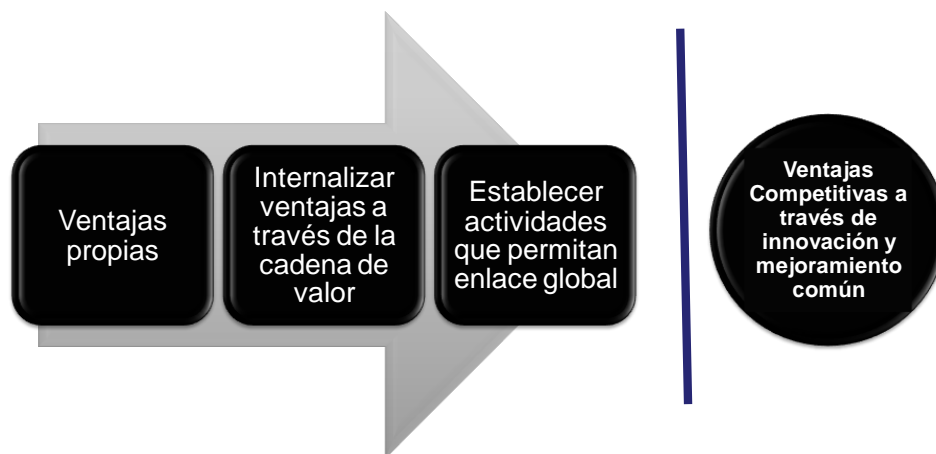 Ventajas
propias
Internalizar
ventajas a
través de la
cadena de
valor
Establecer
actividades
que permitan
enlace global
Ventajas
Competitivas a
través de
innovación y
mejoramiento
común